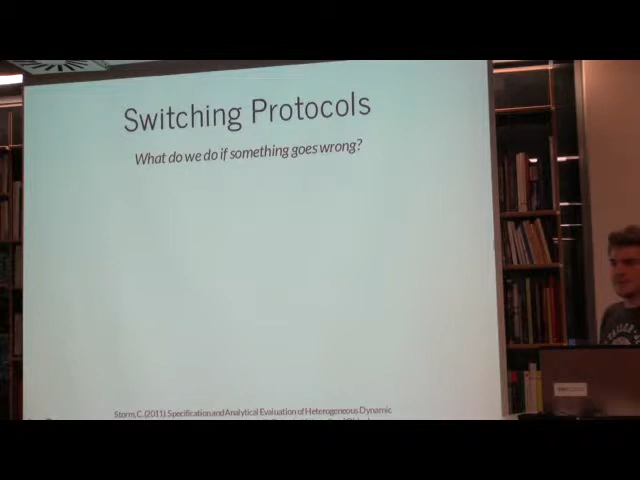 Switching Protocols
What do we do if something goes wrong?
Storm, C. (2011). Specification and Analytical Evaluation of Heterogeneous Dynamic